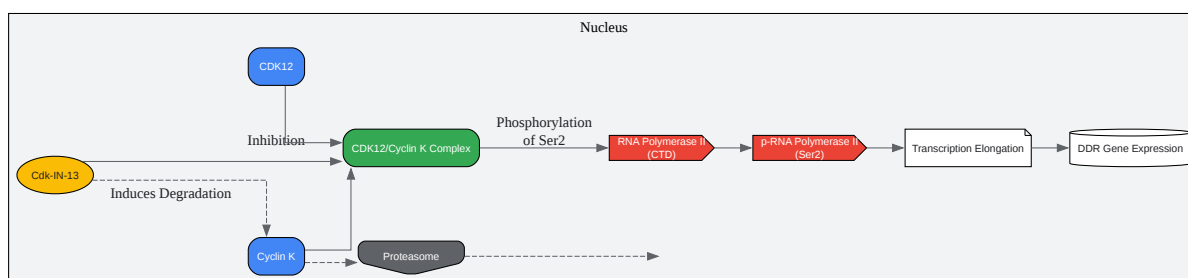 Nucleus
CDK12
Inhibition
CDK12/Cyclin K Complex
Phosphorylation
of Ser2
RNA Polymerase II
(CTD)
p-RNA Polymerase II
(Ser2)
Transcription Elongation
DDR Gene Expression
Cdk-IN-13
Induces Degradation
Cyclin K
Proteasome